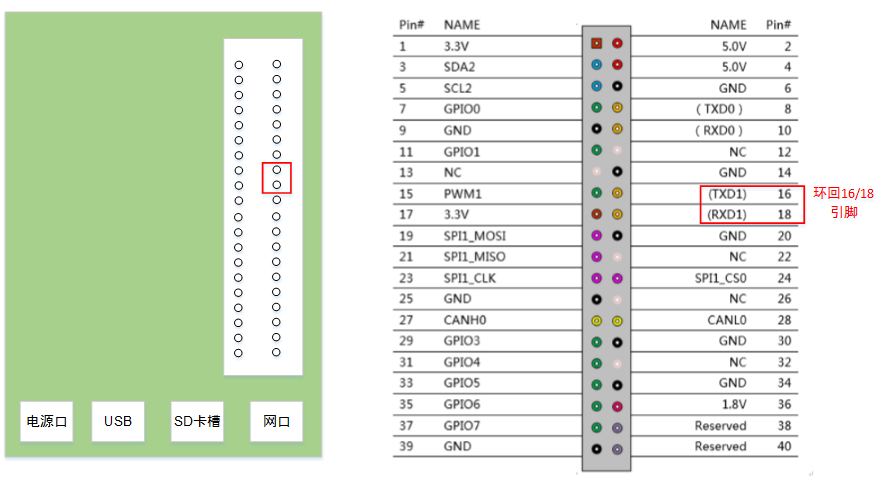 电源口 USB SD卡槽 网口
Pin# NAME NAME Pin#
1 3.3V 5.0V 2
3 SDA2 5.0V 4
5 SCL2 GND 6
7 GPIO0 ( TXD0 ) 8
9 GND ( RXD0 ) 10
11 GPIO1 NC 12
13 NC GND 14
15 PWM1 (TXD1) 16
17 3.3V (RXD1) 18
19 SPI1_MOSI GND 20
21 SPI1_MISO NC 22
23 SPI1_CLK SPI1_CS0 24
25 GND NC 26
27 CANH0 CANL0 28
29 GPIO3 GND 30
31 GPIO4 NC 32
33 GPIO5 GND 34
35 GPIO6 1.8V 36
37 GPIO7 Reserved 38
39 GND Reserved 40
环回16/18
引脚